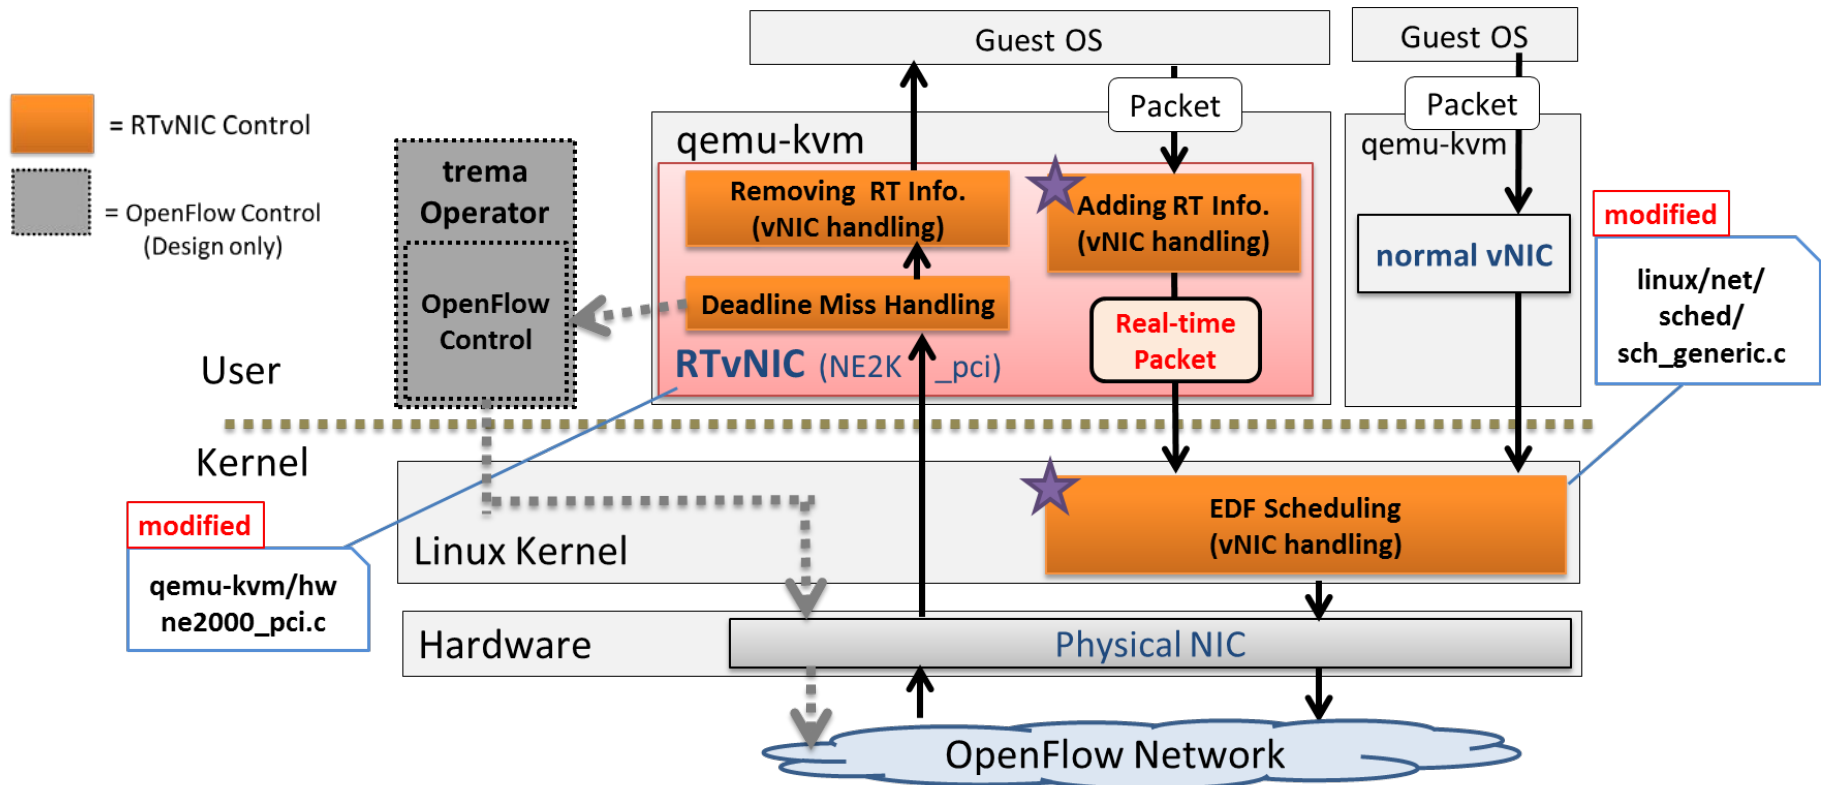 Guest OS
Guest OS
Packet
Packet
= RTvNIC Control
qemu-kvm
qemu-kvm
trema
Operator
Removing RT Info.
(vNIC handling)
Adding RT Info.
(vNIC handling)
modified
= OpenFlow Control
(Design only)
normal vNIC
linux/net/
sched/
sch_generic.c
OpenFlow
Control
Deadline Miss Handling
Real-time
Packet
RTvNIC (NE2K _pci)
User
Kernel
modified
qemu-kvm/hw
ne2000_pci.c
EDF Scheduling
(vNIC handling)
Linux Kernel
Hardware
Physical NIC
OpenFlow Network